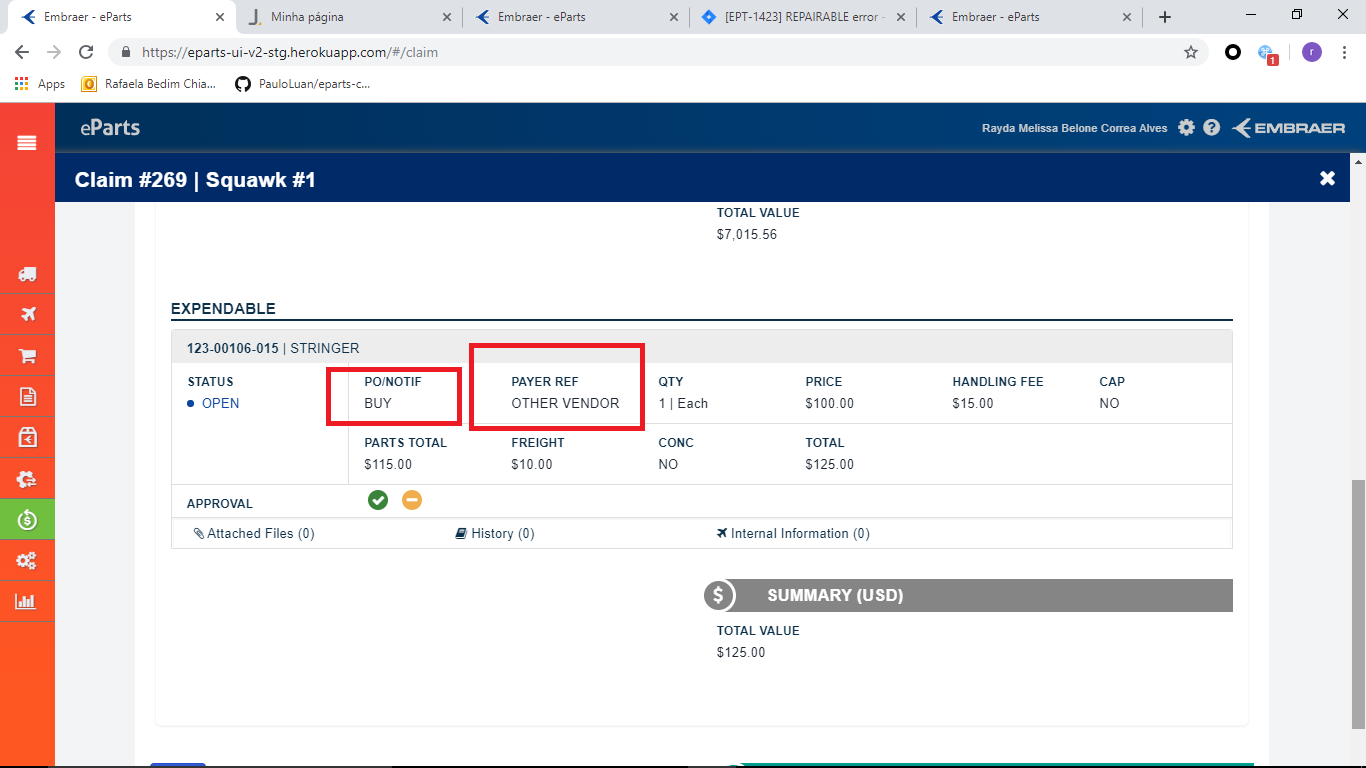 Embraer - eParts
Minha página
Embraer - eParts
[EPT-1423] REPAIRABLE error -
Embraer - eParts
https://eparts-ui-v2-stg.herokuapp.com/#/claim
r
1
Apps
Rafaela Bedim Chia...
PauloLuan/eparts-c...
eParts
Rayda Melissa Belone Correa Alves
EMBRAER
Claim #269 | Squawk #1
TOTAL VALUE
$7,015.56
EXPENDABLE
123-00106-015 | STRINGER
STATUS PO/NOTIF PAYER REF QTY PRICE HANDLING FEE CAP
OPEN BUY OTHER VENDOR 1 | Each $100.00 $15.00 NO
PARTS TOTAL FREIGHT CONC TOTAL
$115.00 $10.00 NO $125.00
APPROVAL
Attached Files (0) History (0) Internal Information (0)
$ SUMMARY (USD)
TOTAL VALUE
$125.00